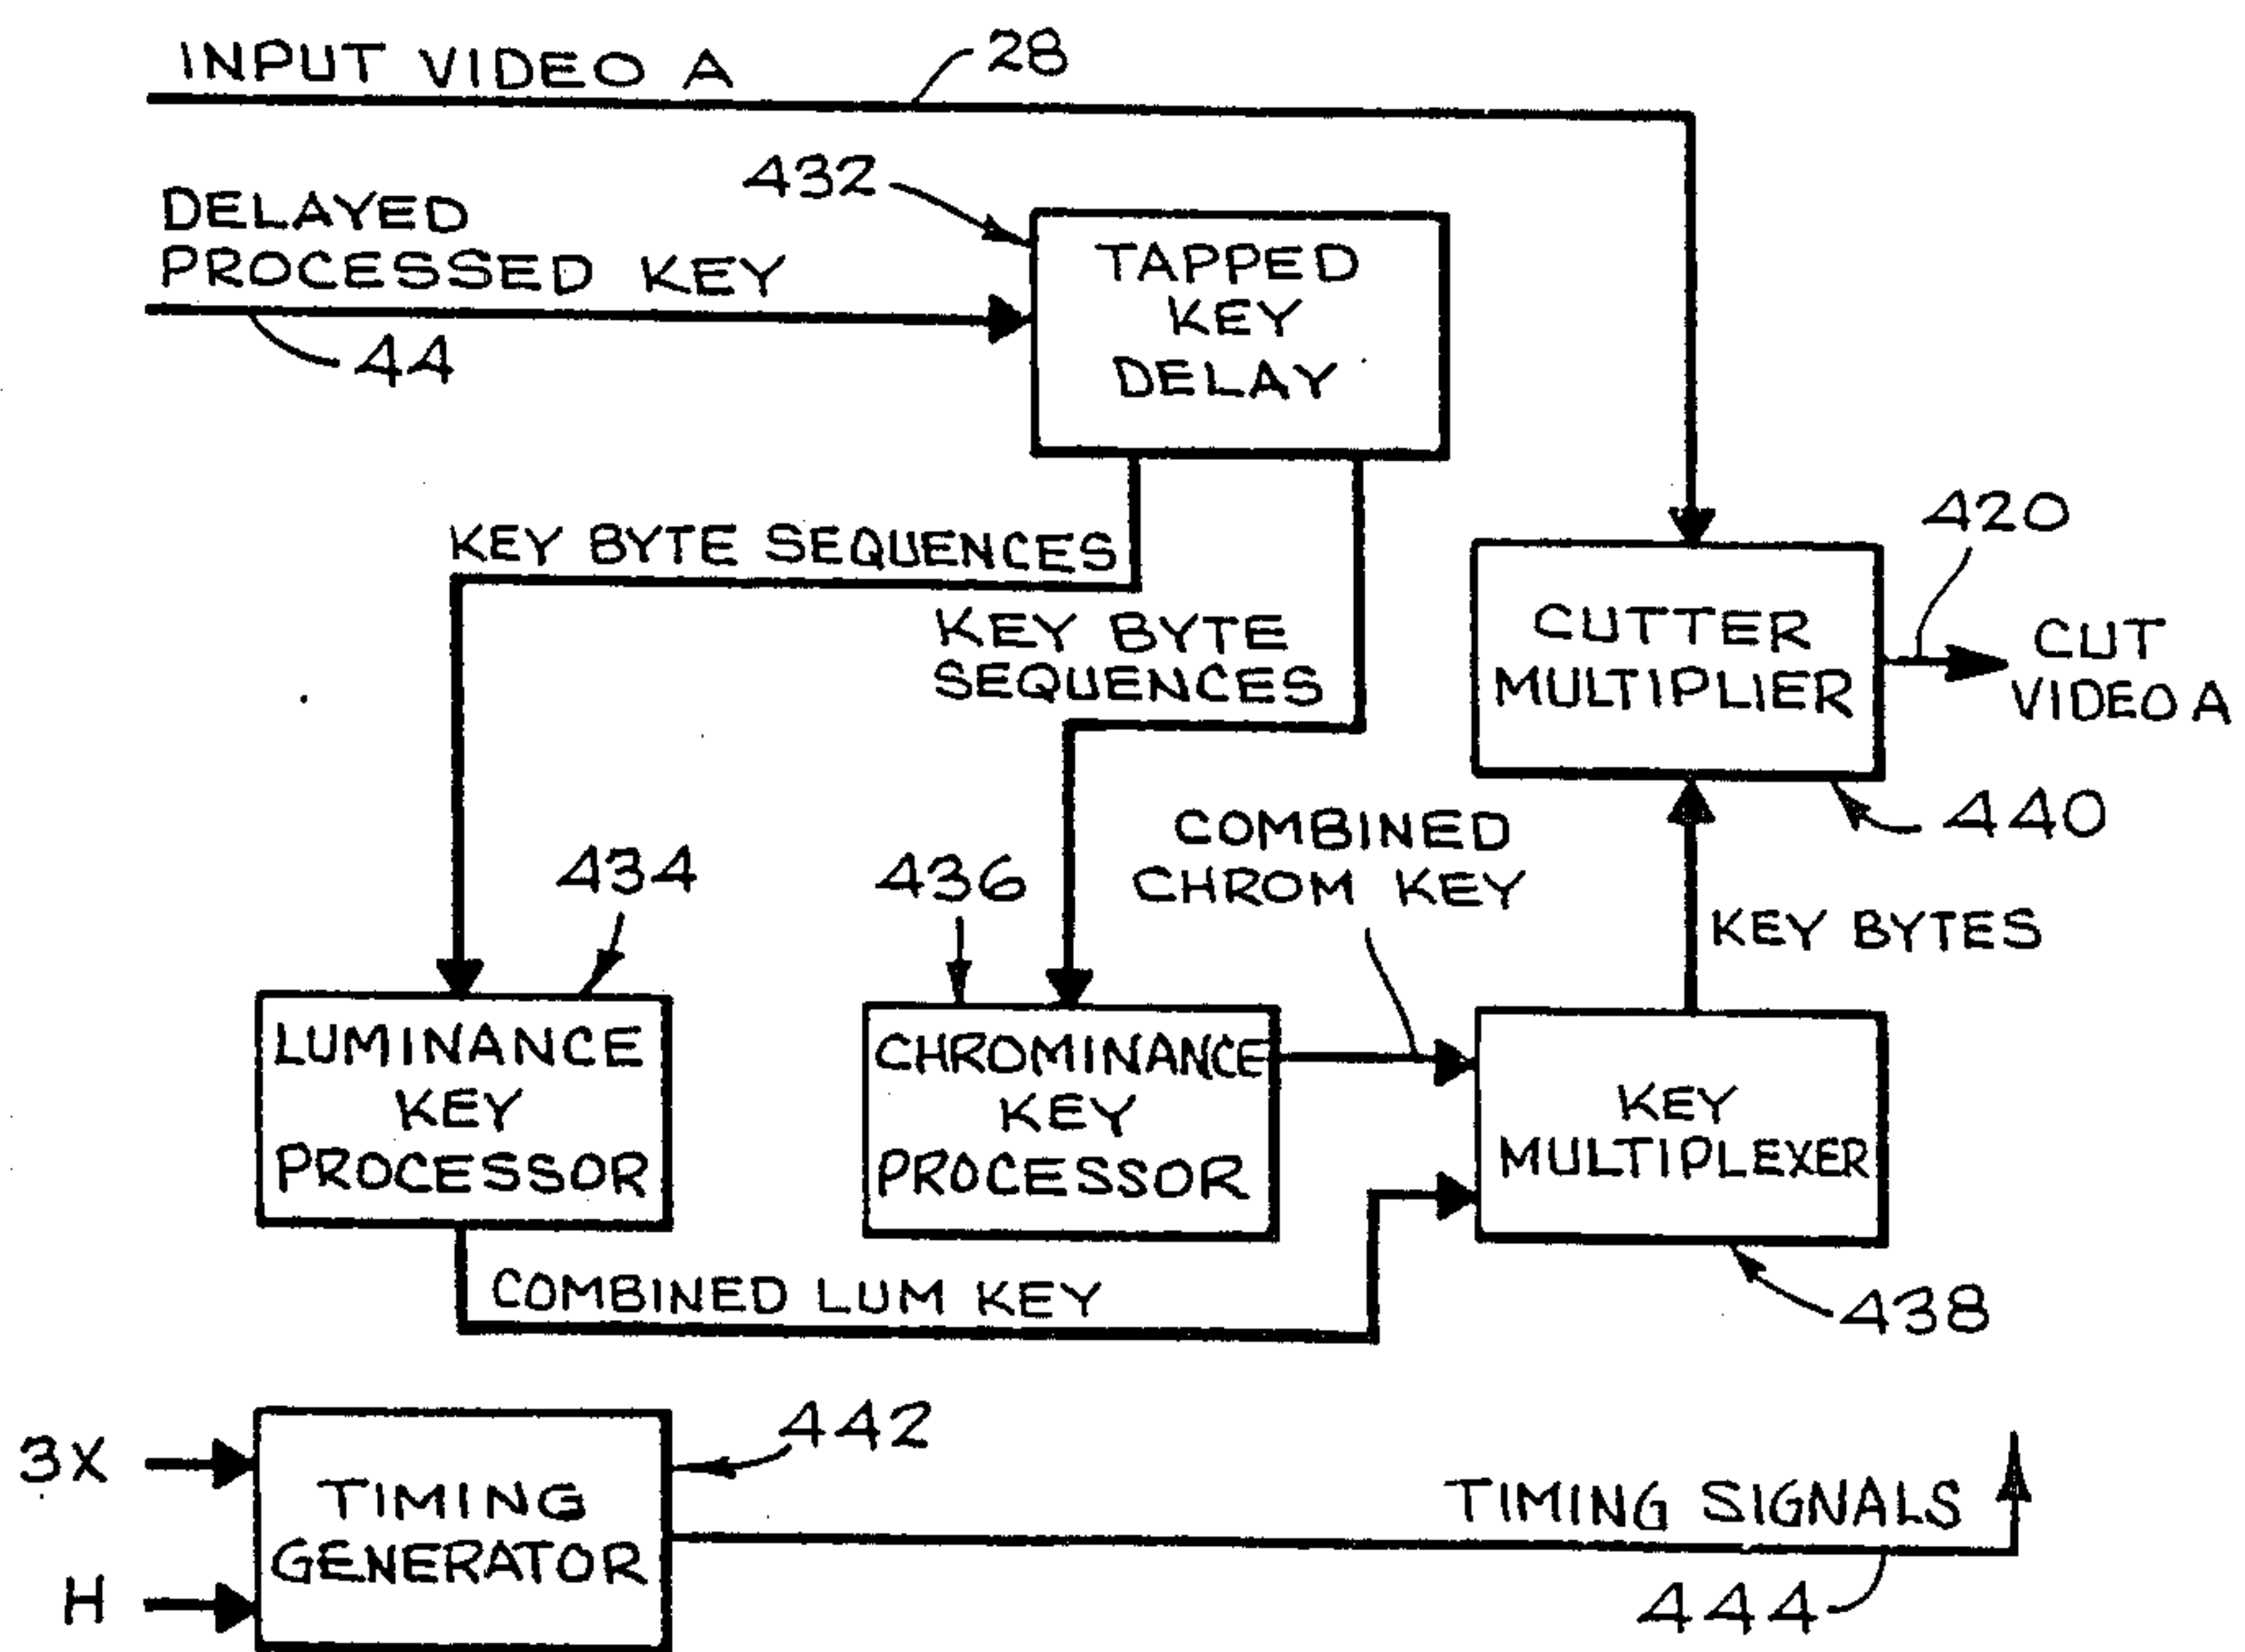 INPUT VIDEO A
28
432
DELAYED
PROCESSED KEY
44
TAPPED
KEY
DELAY
KEY BYTE SEQUENCES
KEY BYTE
SEQUENCES
420
CUTTER
MULTIPLIER
CUT
VIDEO A
440
COMBINED
CHROM KEY
KEY BYTES
434
436
LUMINANCE
KEY
PROCESSOR
CHROMINANCE
KEY
PROCESSOR
KEY
MULTIPLEXER
COMBINED LUM KEY
438
442
3X
H
TIMING
GENERATOR
TIMING SIGNALS
444